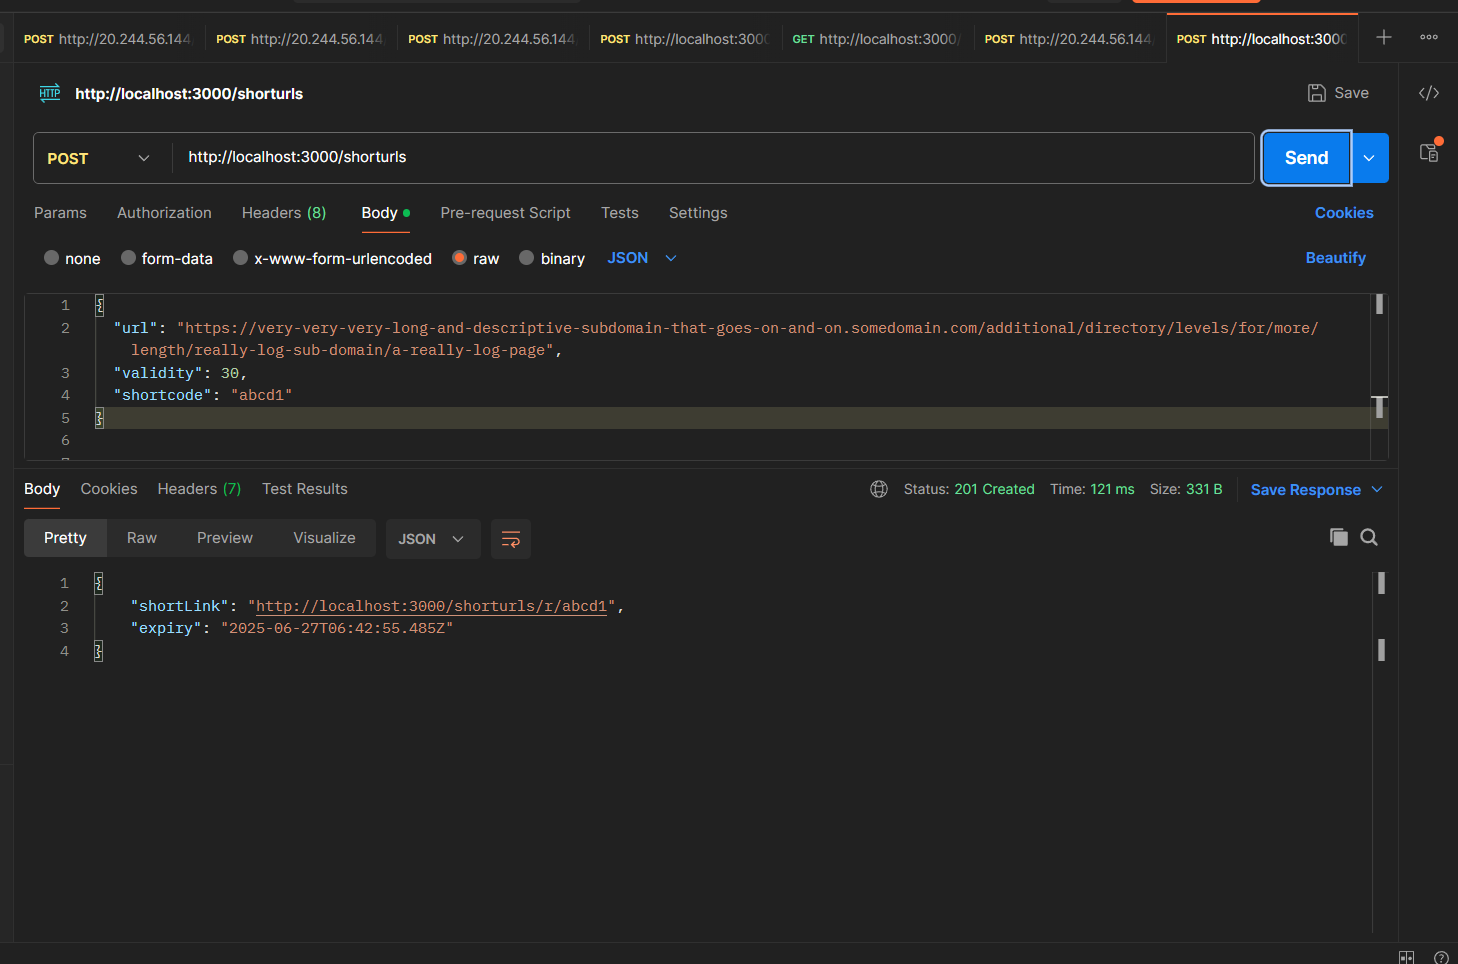 POST http://20.244.56.144 POST http://20.244.56.144 POST http://20.244.56.144 POST http://localhost:3000 GET http://localhost:3000/ POST http://20.244.56.144/ POST http://localhost:3000
HTTP http://localhost:3000/shorturls Save
POST http://localhost:3000/shorturls Send
Params Authorization Headers (8) Body Pre-request Script Tests Settings Cookies
none form-data x-www-form-urlencoded raw binary JSON Beautify
1 {
2 "url": "https://very-very-very-long-and-descriptive-subdomain-that-goes-on-and-on.somedomain.com/additional/directory/levels/for/more/
length/really-log-sub-domain/a-really-log-page",
3 "validity": 30,
4 "shortcode": "abcd1"
5 }
6
Body Cookies Headers (7) Test Results Status: 201 Created Time: 121 ms Size: 331 B Save Response
Pretty Raw Preview Visualize JSON
1 {
2 "shortLink": "http://localhost:3000/shorturls/r/abcd1",
3 "expiry": "2025-06-27T06:42:55.485Z"
4 }